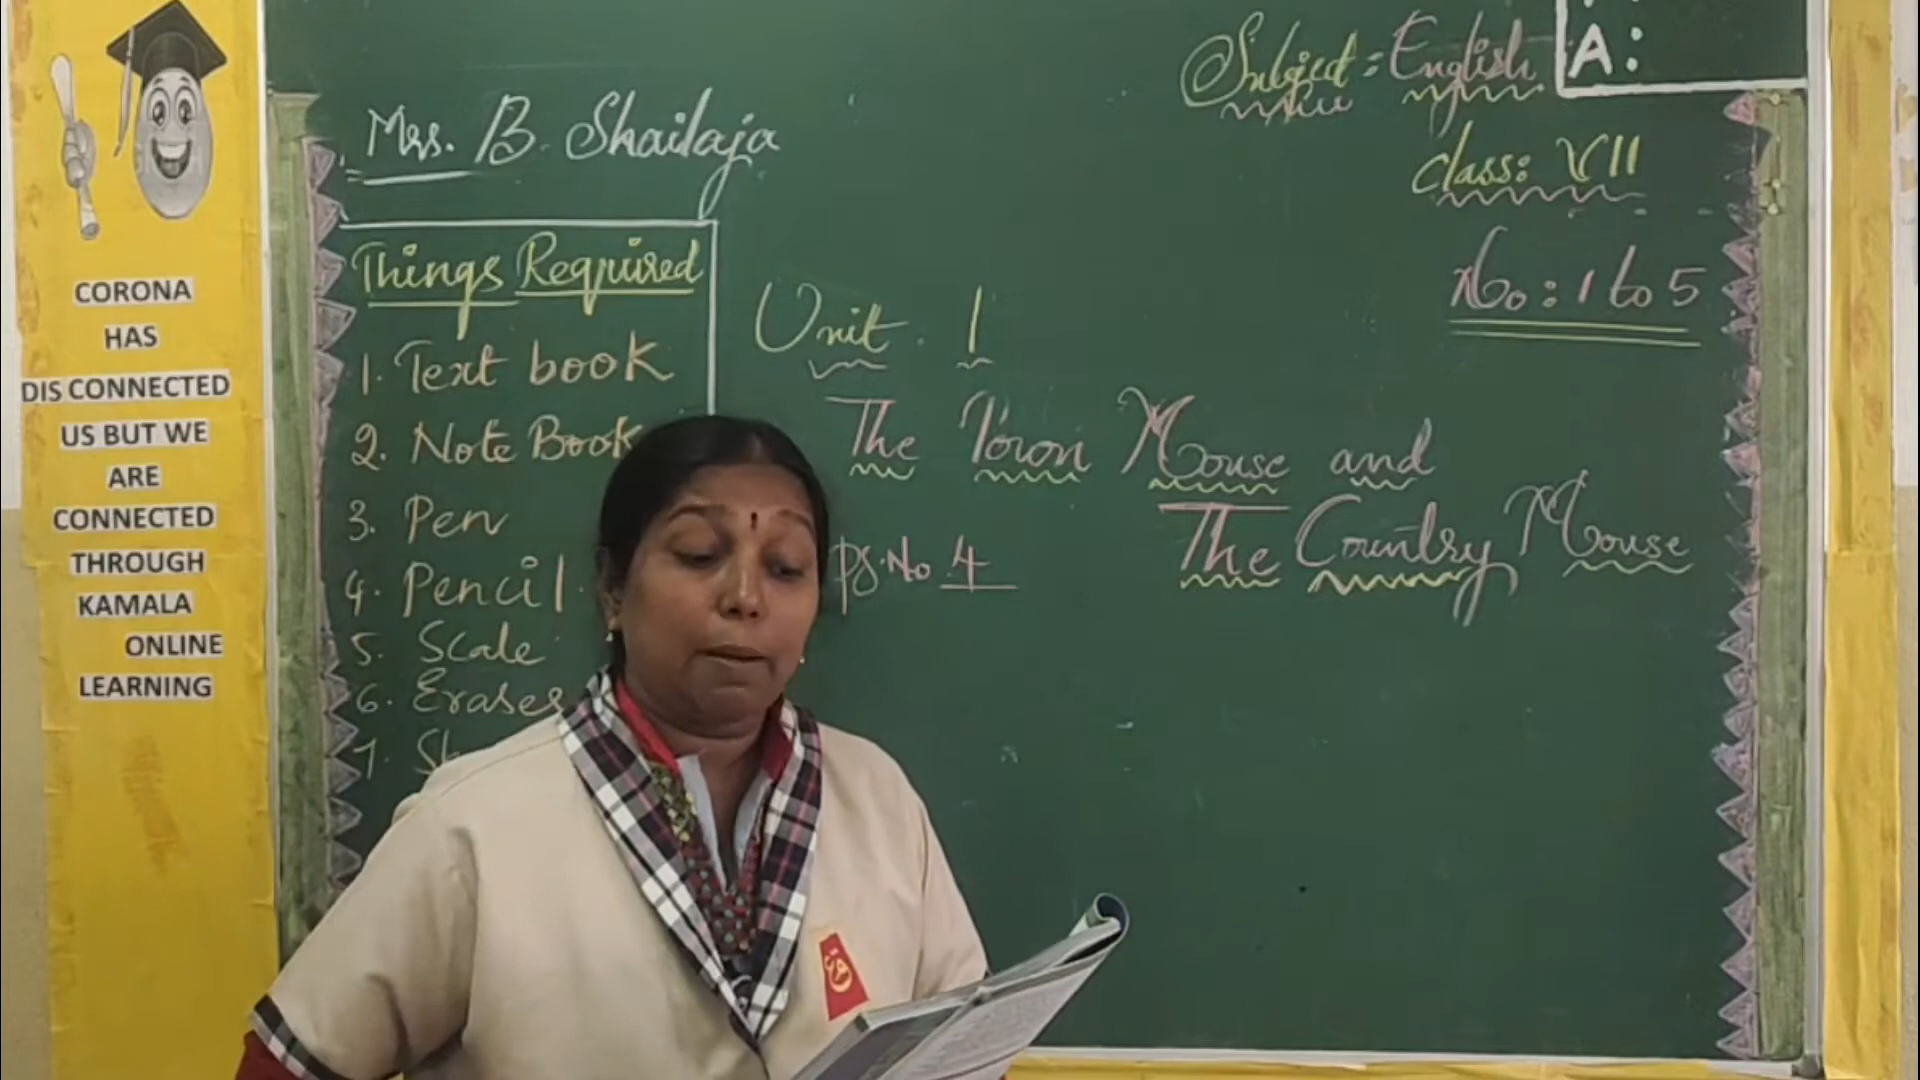 CORONA
HAS
DIS CONNECTED
US BUT WE
ARE
CONNECTED
THROUGH
KAMALA
ONLINE
LEARNING
Mrs. B. Shailaja
Things Required
1. Text book
2. Note Book
3. Pen
4. Pencil.
5. Scale
6. Eraser
7.
Subject: English
A:
Class: VII
No: 1 to 5
Unit. 1
The Town Mouse and
The Country Mouse
Pg. No 4